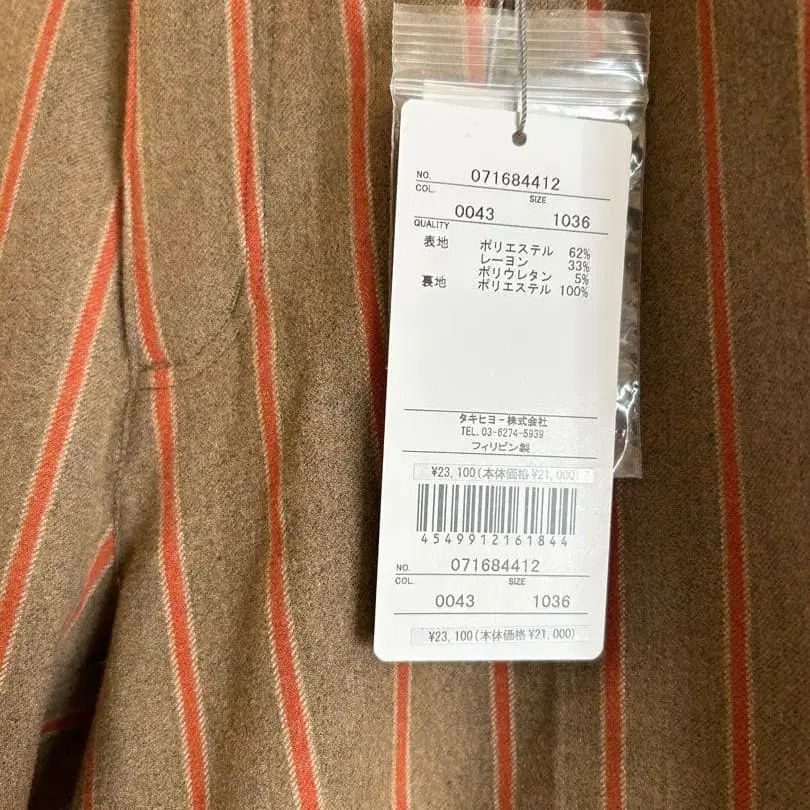 NO. 071684412
COL. SIZE
0043 1036
QUALITY
表地 ポリエステル 62%
レーヨン 33%
ポリウレタン 5%
裏地 ポリエステル 100%
タキヒヨー株式会社
TEL.03-6274-5939
フィリピン製
¥23,100(本体価格¥21,000)
4549912161844
NO. 071684412
COL. SIZE
0043 1036
¥23,100(本体価格¥21,000)